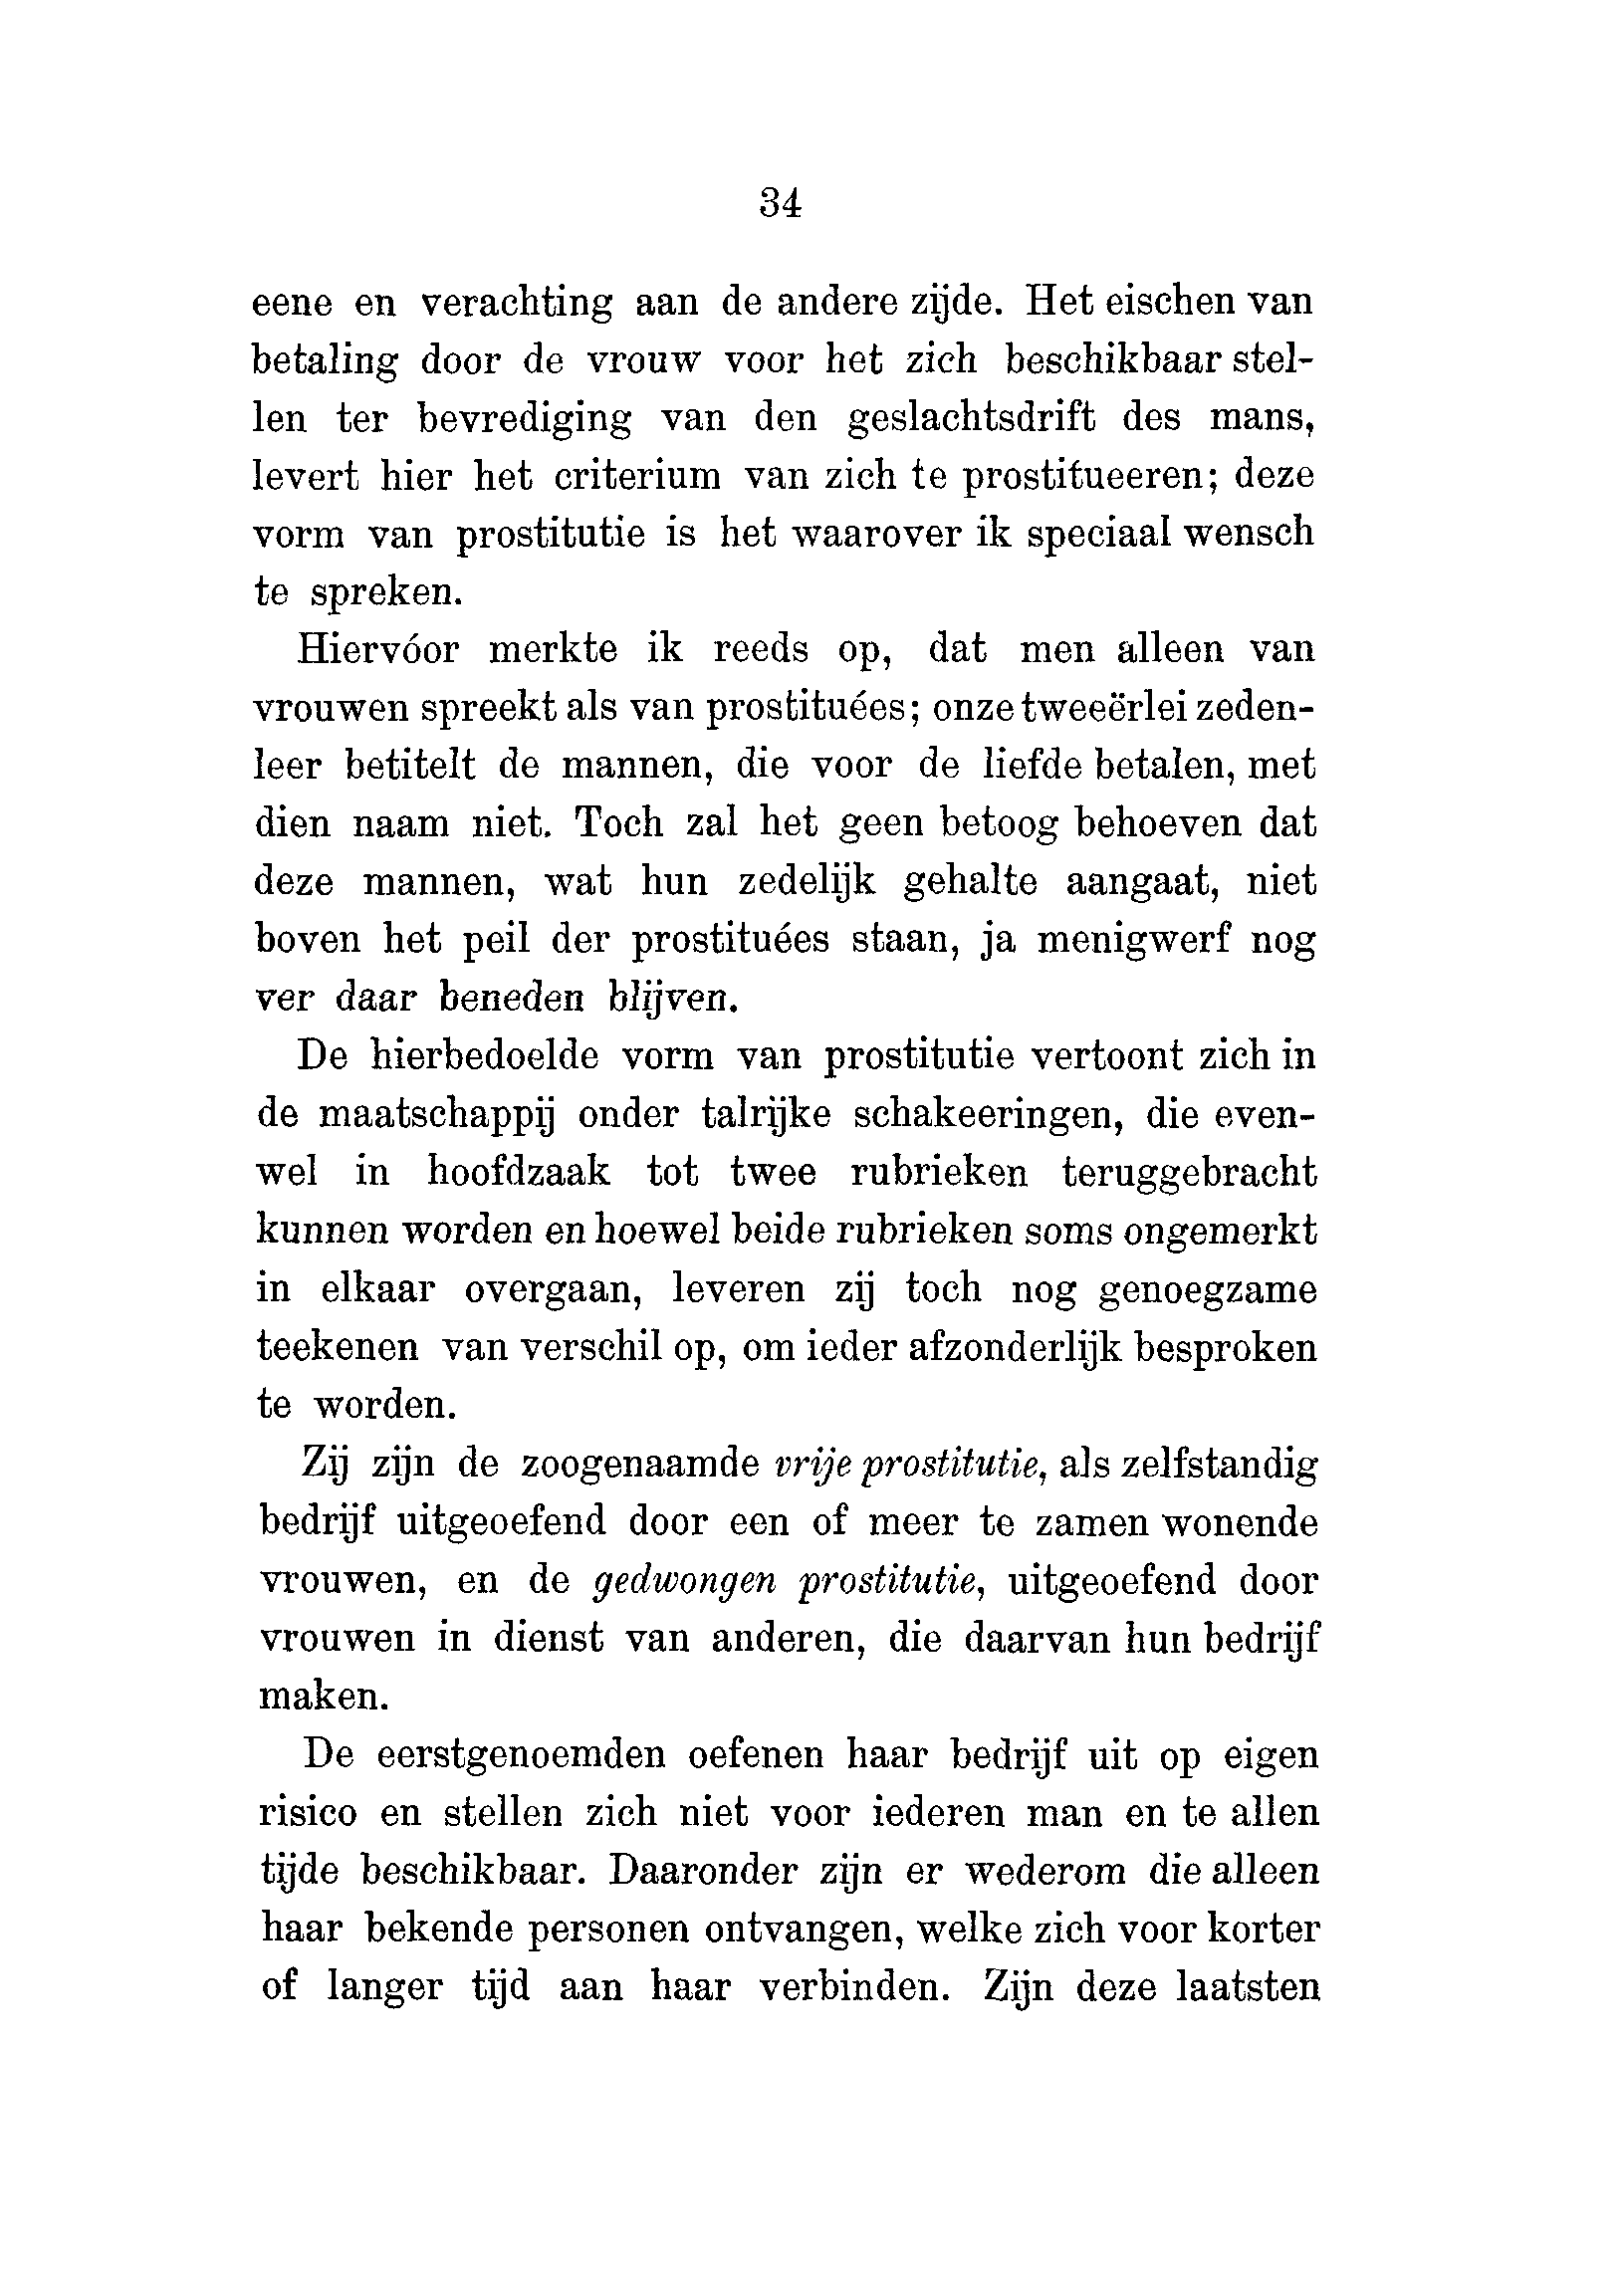 34
eene en verachting aan de andere zijde. Het eischen van
betaling door de vrouw voor het zich beschikbaar stel-
len ter bevrediging van den geslachtsdrift des mans,
levert hier het criterium van zich te prostitueeren; deze
vorm van prostitutie is het waarover ik speciaal wensch
te spreken.
Hiervóor merkte ik reeds op, dat men alleen van
vrouwen spreekt als van prostituées; onze tweeërlei zeden-
leer betitelt de mannen, die voor de liefde betalen, met
dien naam niet. Toch zal het geen betoog behoeven dat
deze mannen, wat hun zedelijk gehalte aangaat, niet
boven het peil der prostituées staan, ja menigwerf nog
ver daar beneden blijven.
De hierbedoelde vorm van prostitutie vertoont zich in
de maatschappij onder talrijke schakeeringen, die even-
wel in hoofdzaak tot twee rubrieken teruggebracht
kunnen worden en hoewel beide rubrieken soms ongemerkt
in elkaar overgaan, leveren zij toch nog genoegzame
teekenen van verschil op, om ieder afzonderlijk besproken
te worden.
Zij zijn de zoogenaamde vrije prostitutie, als zelfstandig
bedrijf uitgeoefend door een of meer te zamen wonende
vrouwen, en de gedwongen prostitutie, uitgeoefend door
vrouwen in dienst van anderen, die daarvan hun bedrijf
maken.
De eerstgenoemden oefenen haar bedrijf uit op eigen
risico en stellen zich niet voor iederen man en te allen
tijde beschikbaar. Daaronder zijn er wederom die alleen
haar bekende personen ontvangen, welke zich voor korter
of langer tijd aan haar verbinden. Zijn deze laatsten